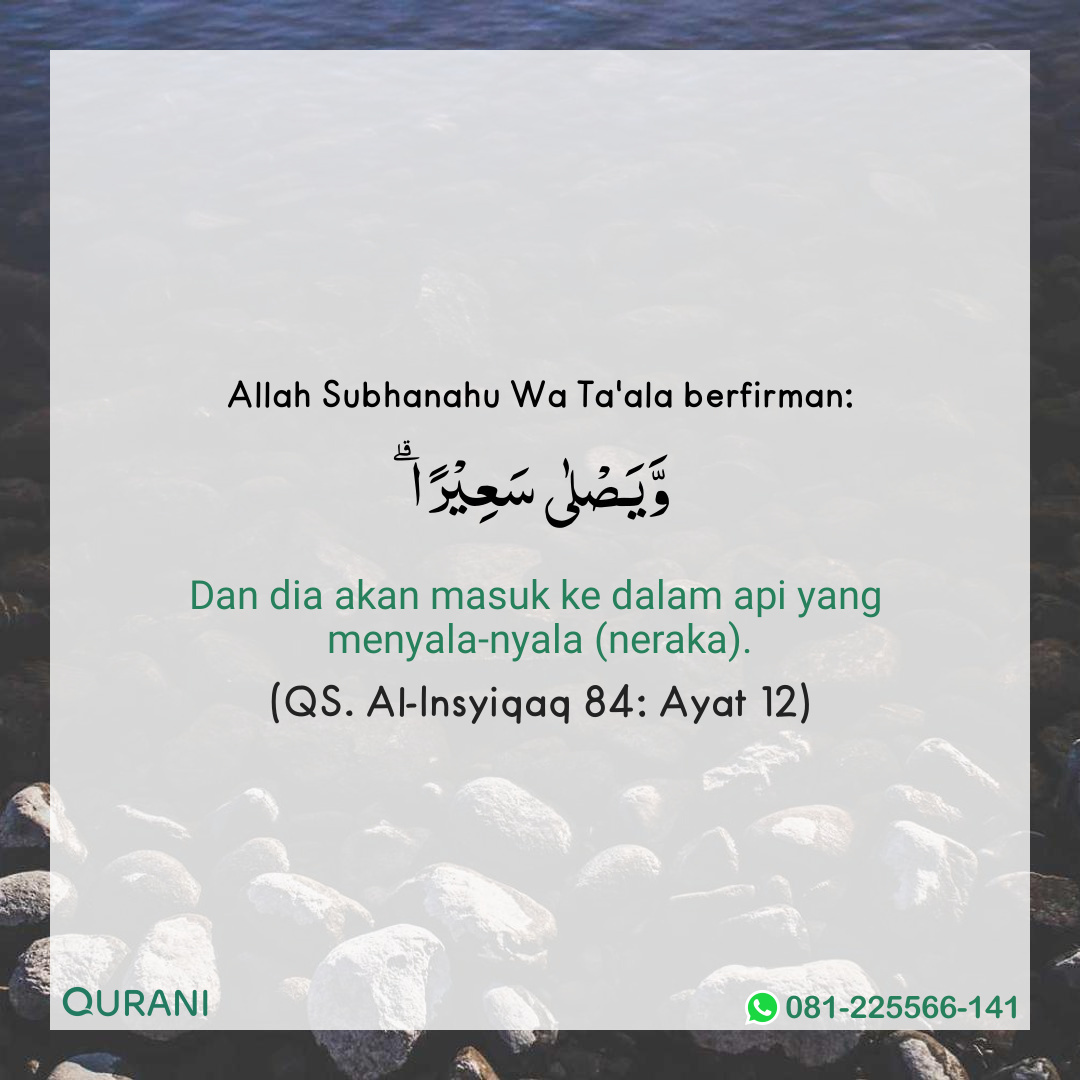 Allah Subhanahu Wa Ta'ala berfirman:
وَّيَصْلٰى سَعِيْرًاۗ
Dan dia akan masuk ke dalam api yang
menyala-nyala (neraka).
(QS. Al-Insyiqaq 84: Ayat 12)
QURANI
081-225566-141